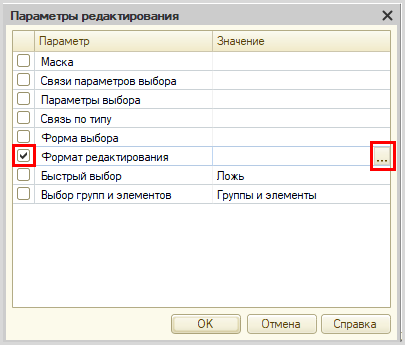 Параметры редактирования
Параметр Значение
Маска
Связи параметров выбора
Параметры выбора
Связь по типу
Форма выбора
Формат редактирования ...
Быстрый выбор Ложь
Выбор групп и элементов Группы и элементы
OK Отмена Справка